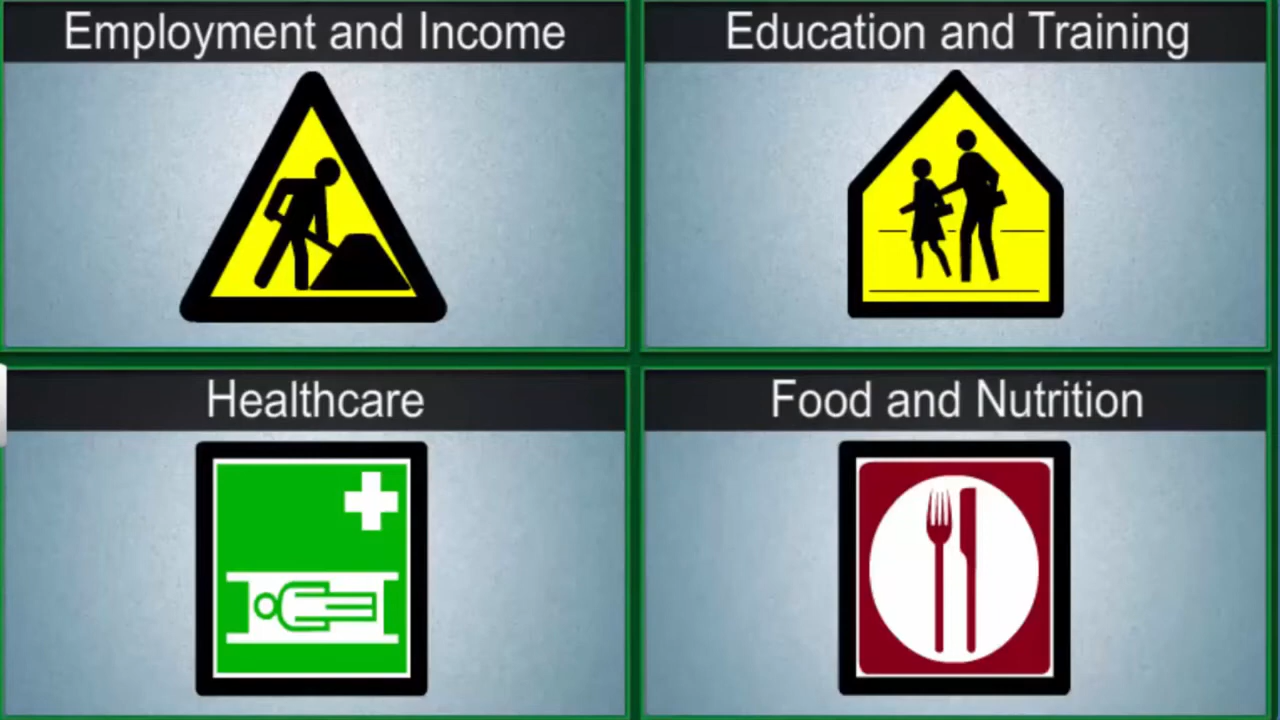 Employment and Income
Education and Training
Healthcare
Food and Nutrition